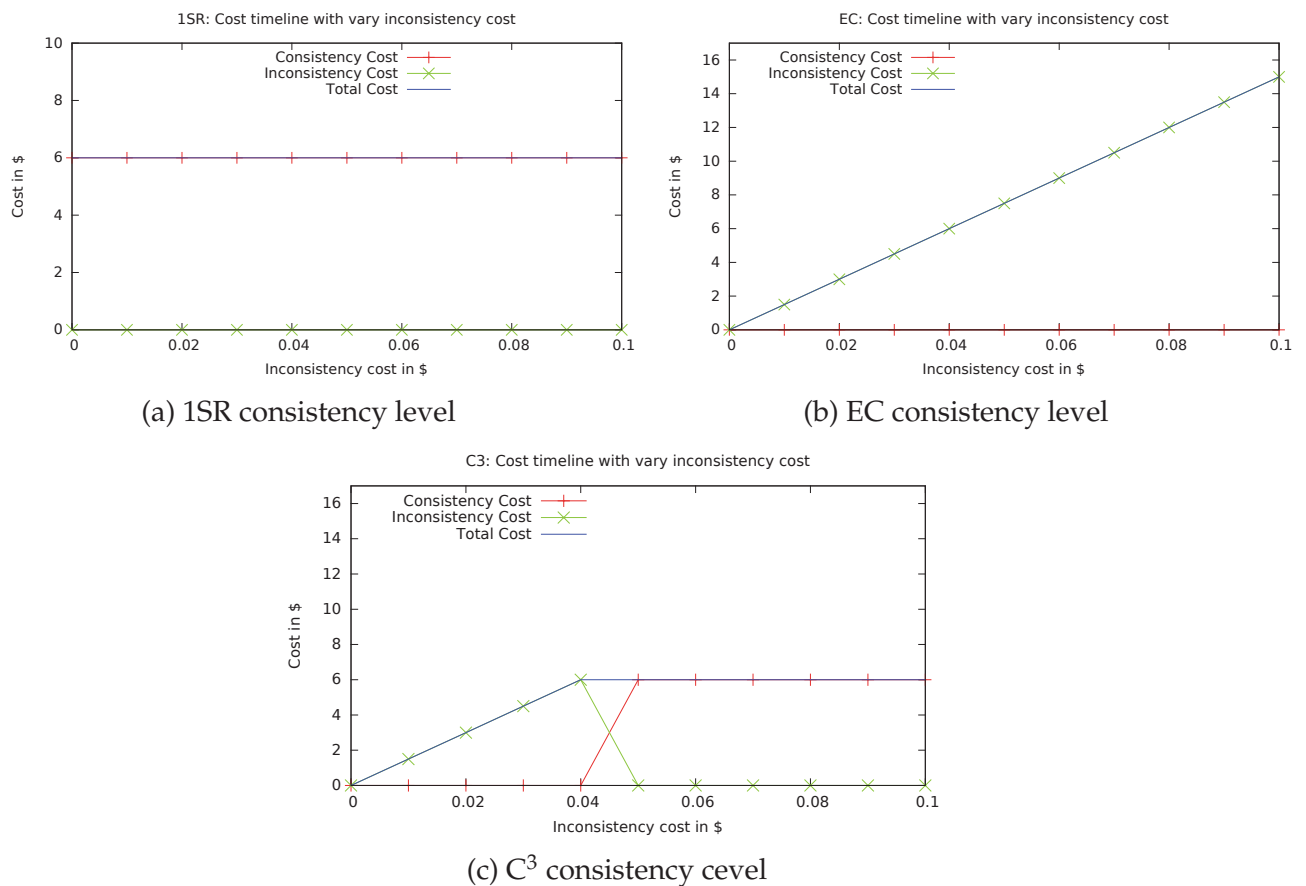 1SR: Cost timeline with vary inconsistency cost
10
8
6
4
2
0
Cost in $
Consistency Cost
Inconsistency Cost
Total Cost
0 0.02 0.04 0.06 0.08 0.1
Inconsistency cost in $
(a) 1SR consistency level
EC: Cost timeline with vary inconsistency cost
16
14
12
10
8
6
4
2
0
Cost in $
Consistency Cost
Inconsistency Cost
Total Cost
0 0.02 0.04 0.06 0.08 0.1
Inconsistency cost in $
(b) EC consistency level
C3: Cost timeline with vary inconsistency cost
16
14
12
10
8
6
4
2
0
Cost in $
Consistency Cost
Inconsistency Cost
Total Cost
0 0.02 0.04 0.06 0.08 0.1
Inconsistency cost in $
(c) C³ consistency cevel